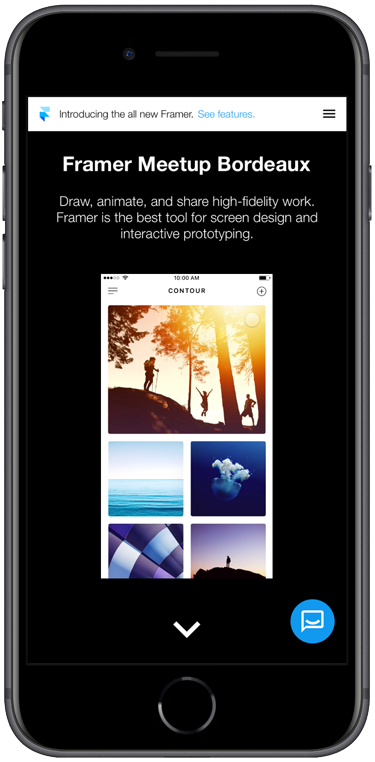 Introducing the all new Framer. See features.
Framer Meetup Bordeaux
Draw, animate, and share high-fidelity work.
Framer is the best tool for screen design and
interactive prototyping.
10:00 AM
CONTOUR